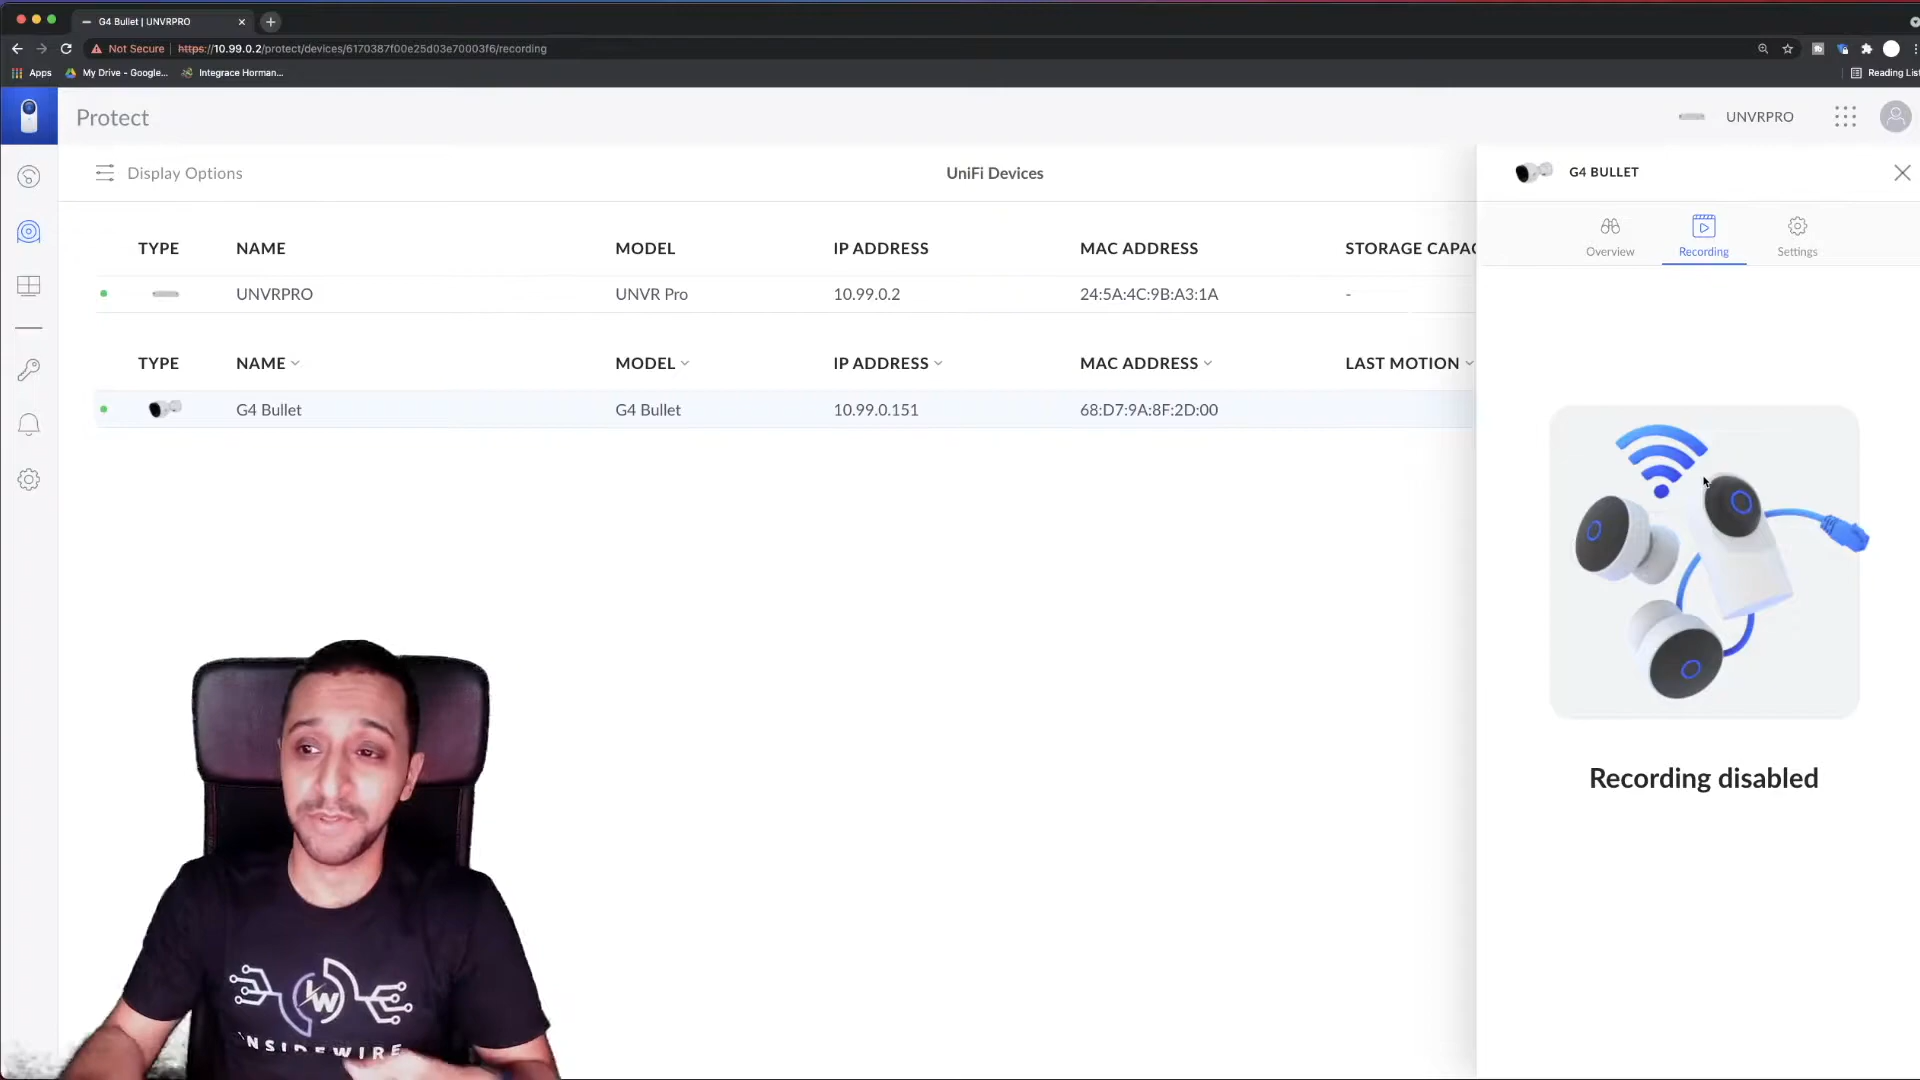 G4 Bullet | UNVRPRO
Not Secure https://10.99.0.2/protect/devices/6170387f00e25d03e70003f6/recording
Apps My Drive - Google... Integrace Horman... Reading List
Protect UNVRPRO
Display Options UniFi Devices G4 BULLET
Overview Recording Settings
TYPE NAME MODEL IP ADDRESS MAC ADDRESS STORAGE CAPAC
UNVRPRO UNVR Pro 10.99.0.2 24:5A:4C:9B:A3:1A -
TYPE NAME MODEL IP ADDRESS MAC ADDRESS LAST MOTION
G4 Bullet G4 Bullet 10.99.0.151 68:D7:9A:8F:2D:00
Recording disabled
IW
INSIDEWIRE